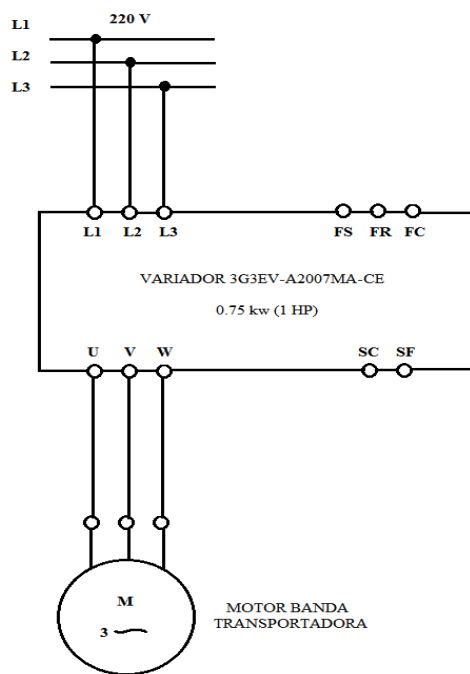 L1
220 V
L2
L3
L1 L2 L3 FS FR FC
VARIADOR 3G3EV-A2007MA-CE
0.75 kw (1 HP)
U V W SC SF
M
3
MOTOR BANDA
TRANSPORTADORA